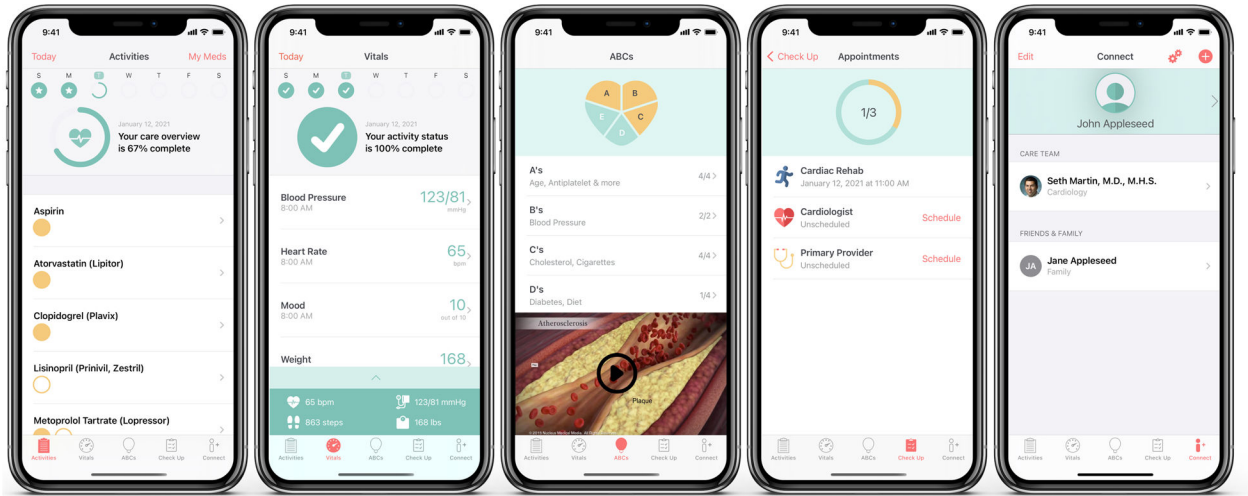 9:41
Today
Activities
My Meds
S M T W T F S
January 12, 2021
Your care overview
is 67% complete
Aspirin
Atorvastatin (Lipitor)
Clopidogrel (Plavix)
Lisinopril (Prinivil, Zestril)
Metoprolol Tartrate (Lopressor)
Activities Vitals ABCs Check Up Connect
9:41
Today
Vitals
S M T W T F S
January 12, 2021
Your activity status
is 100% complete
Blood Pressure 123/81
8:00 AM mmHg
Heart Rate 65
8:00 AM bpm
Mood 10
8:00 AM out of 10
Weight 168
65 bpm 123/81 mmHg
863 steps 168 lbs
Activities Vitals ABCs Check Up Connect
9:41
ABCs
A B
E C
D
A's
Age, Antiplatelet & more 4/4
B's
Blood Pressure 2/2
C's
Cholesterol, Cigarettes 4/4
D's
Diabetes, Diet 1/4
Atherosclerosis
Plaque
Activities Vitals ABCs Check Up Connect
9:41
Check Up
Appointments
1/3
Cardiac Rehab
January 12, 2021 at 11:00 AM
Cardiologist
Unscheduled Schedule
Primary Provider
Unscheduled Schedule
Activities Vitals ABCs Check Up Connect
9:41
Edit
Connect
John Appleseed
CARE TEAM
Seth Martin, M.D., M.H.S.
Cardiology
FRIENDS & FAMILY
JA
Jane Appleseed
Family
Activities Vitals ABCs Check Up Connect